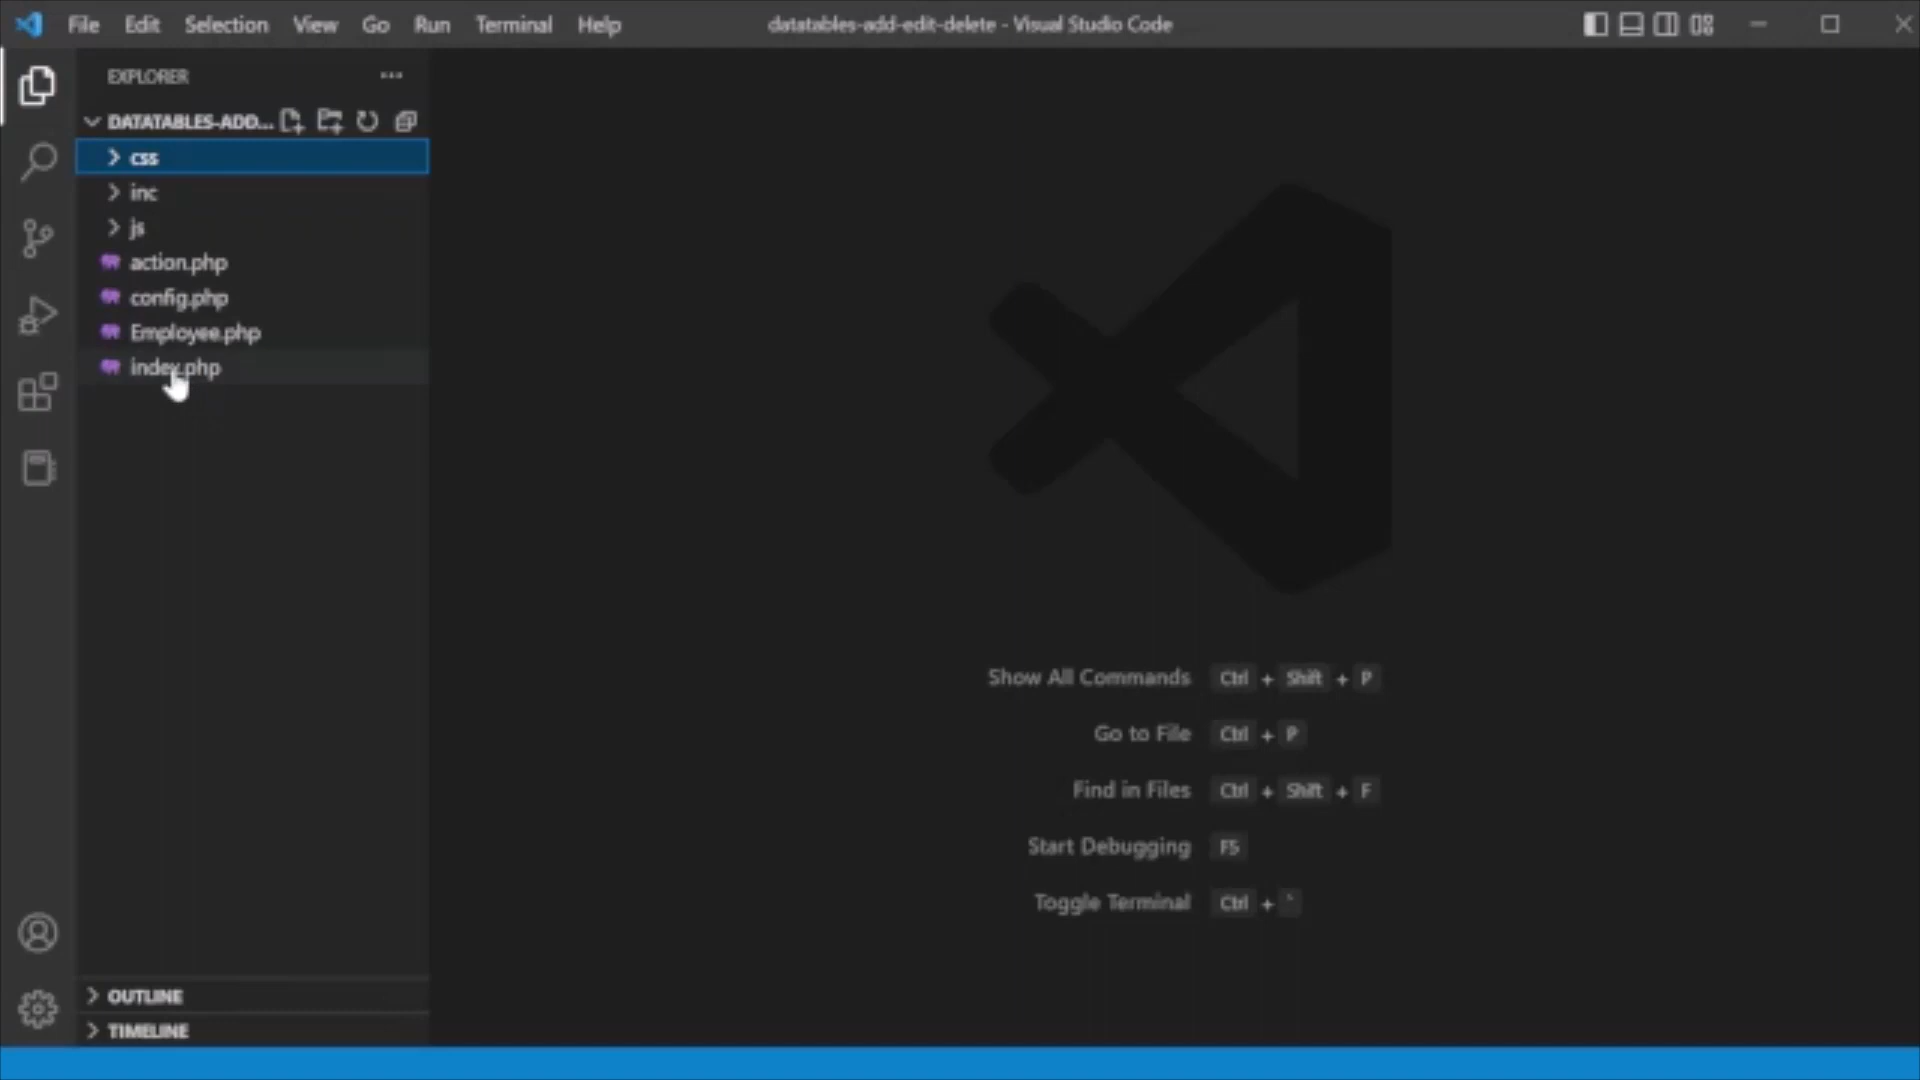 File Edit Selection View Go Run Terminal Help
datatables-add-edit-delete - Visual Studio Code
EXPLORER
DATATABLES-ADD...
css
inc
js
action.php
config.php
Employee.php
index.php
Show All Commands Ctrl + Shift + P
Go to File Ctrl + P
Find in Files Ctrl + Shift + F
Start Debugging F5
Toggle Terminal Ctrl + `
OUTLINE
TIMELINE